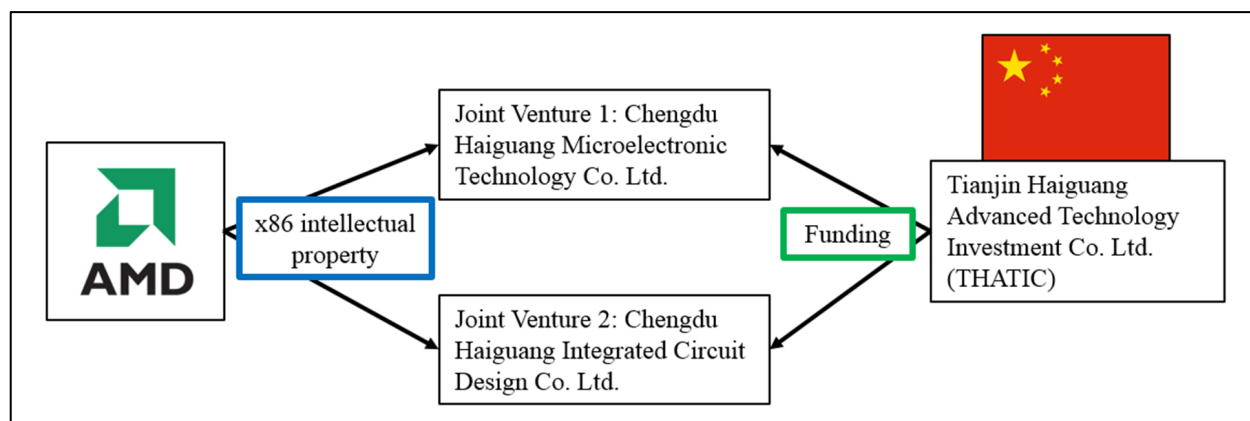 AMD
x86 intellectual
property
Joint Venture 1: Chengdu
Haiguang Microelectronic
Technology Co. Ltd.
Joint Venture 2: Chengdu
Haiguang Integrated Circuit
Design Co. Ltd.
Funding
Tianjin Haiguang
Advanced Technology
Investment Co. Ltd.
(THATIC)